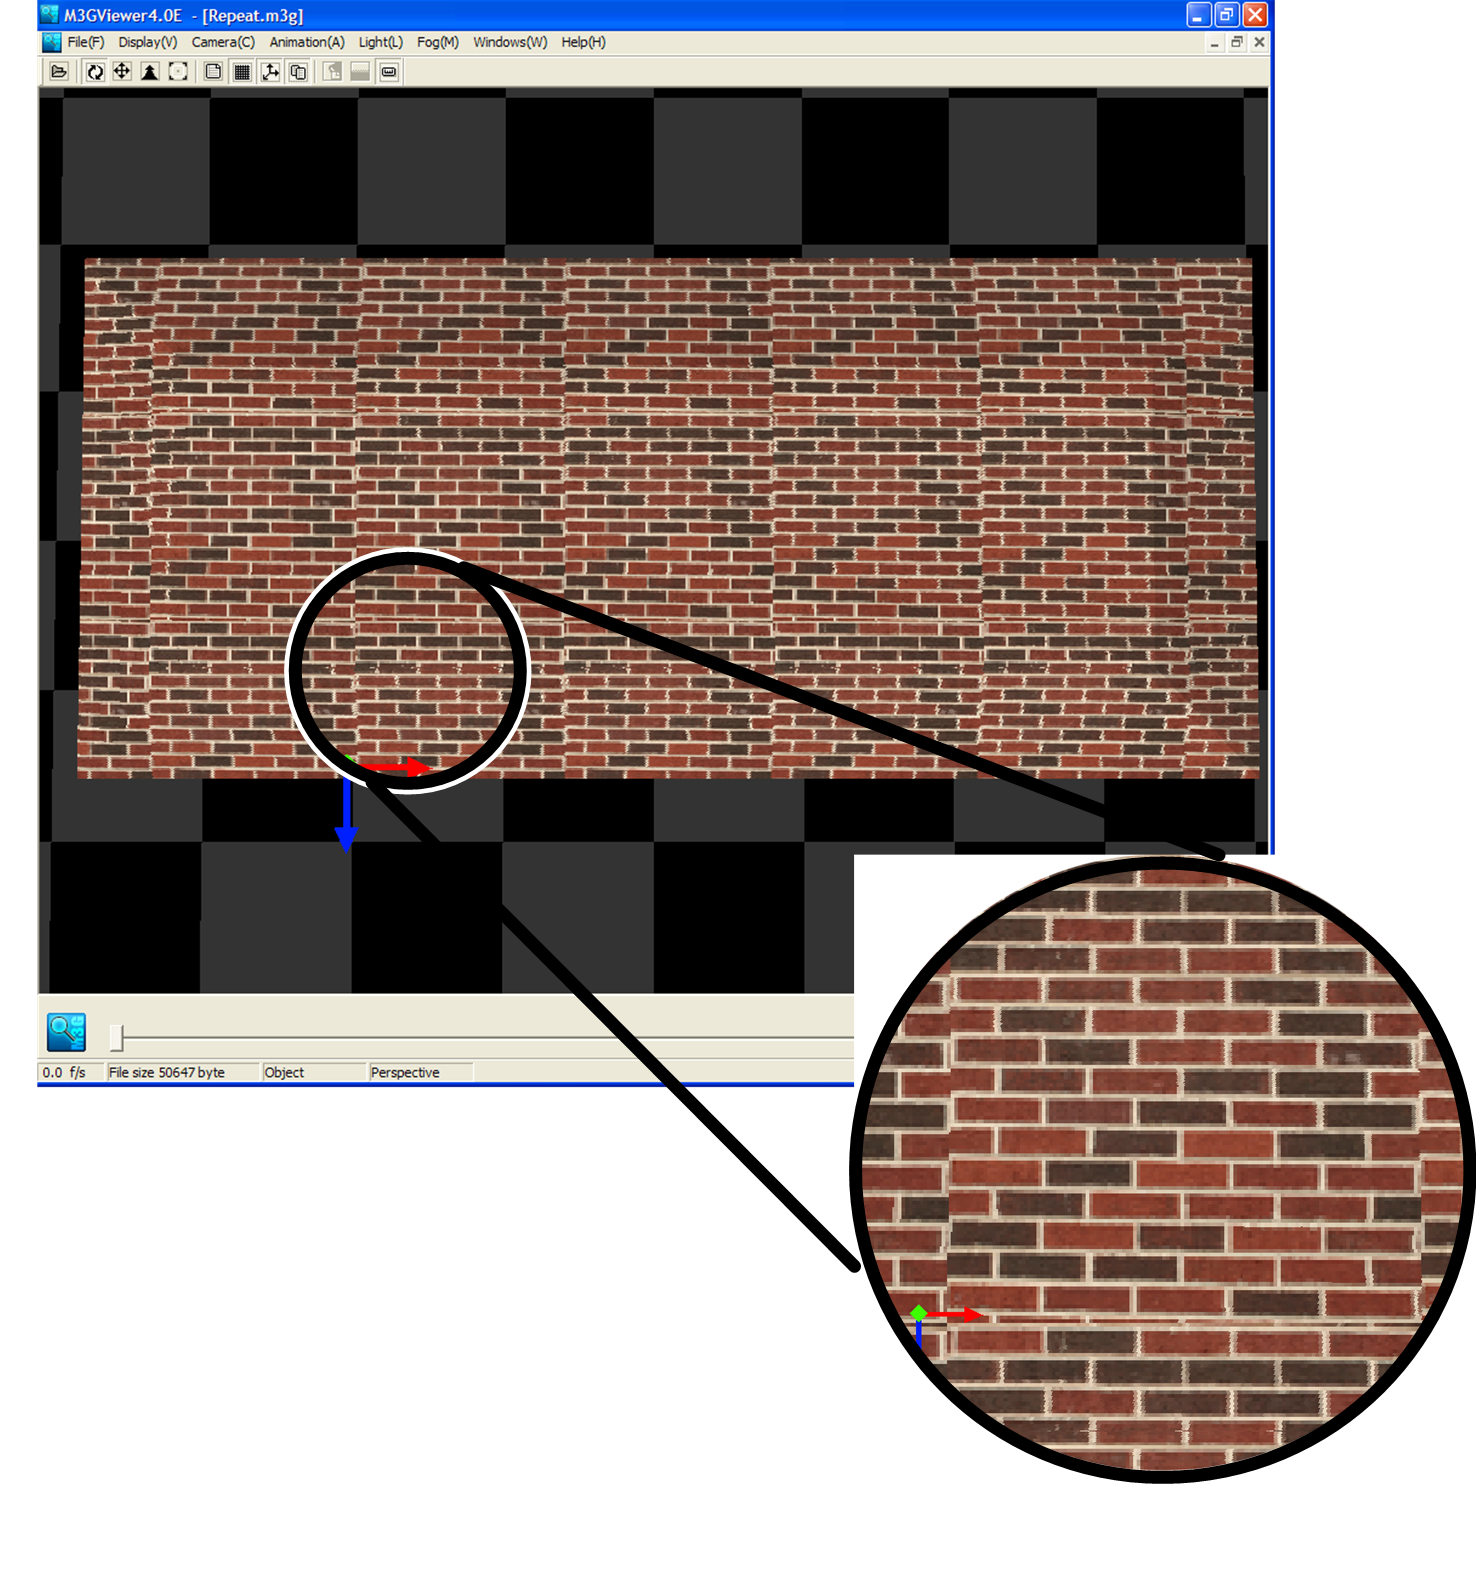 M3GViewer4.0E - [Repeat.m3g]
File(F) Display(V) Camera(C) Animation(A) Light(L) Fog(M) Windows(W) Help(H)
M3G
0.0 f/s File size 50647 byte Object Perspective